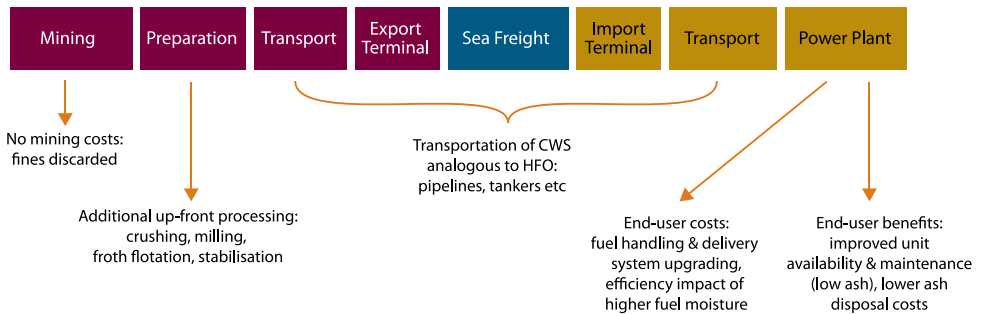 Mining
Preparation
Transport
Export
Terminal
Sea Freight
Import
Terminal
Transport
Power Plant
No mining costs:
fines discarded
Additional up-front processing:
crushing, milling,
froth flotation, stabilisation
Transportation of CWS
analogous to HFO:
pipelines, tankers etc
End-user costs:
fuel handling & delivery
system upgrading,
efficiency impact of
higher fuel moisture
End-user benefits:
improved unit
availability & maintenance
(low ash), lower ash
disposal costs